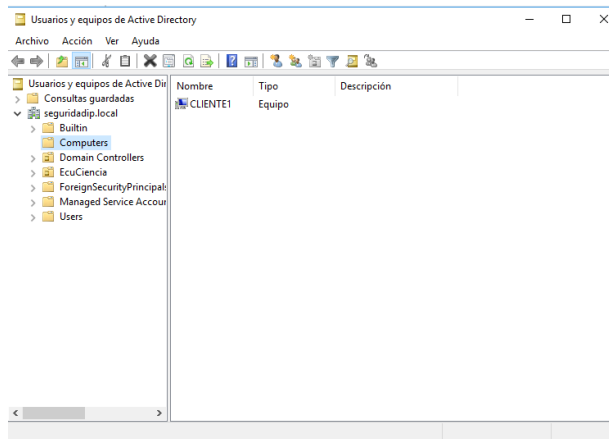 Usuarios y equipos de Active Directory
Archivo Acción Ver Ayuda
Usuarios y equipos de Active Dir
Consultas guardadas
seguridadip.local
Builtin
Computers
Domain Controllers
EcuCiencia
ForeignSecurityPrincipals
Managed Service Accour
Users
Nombre Tipo Descripción
CLIENTE1 Equipo